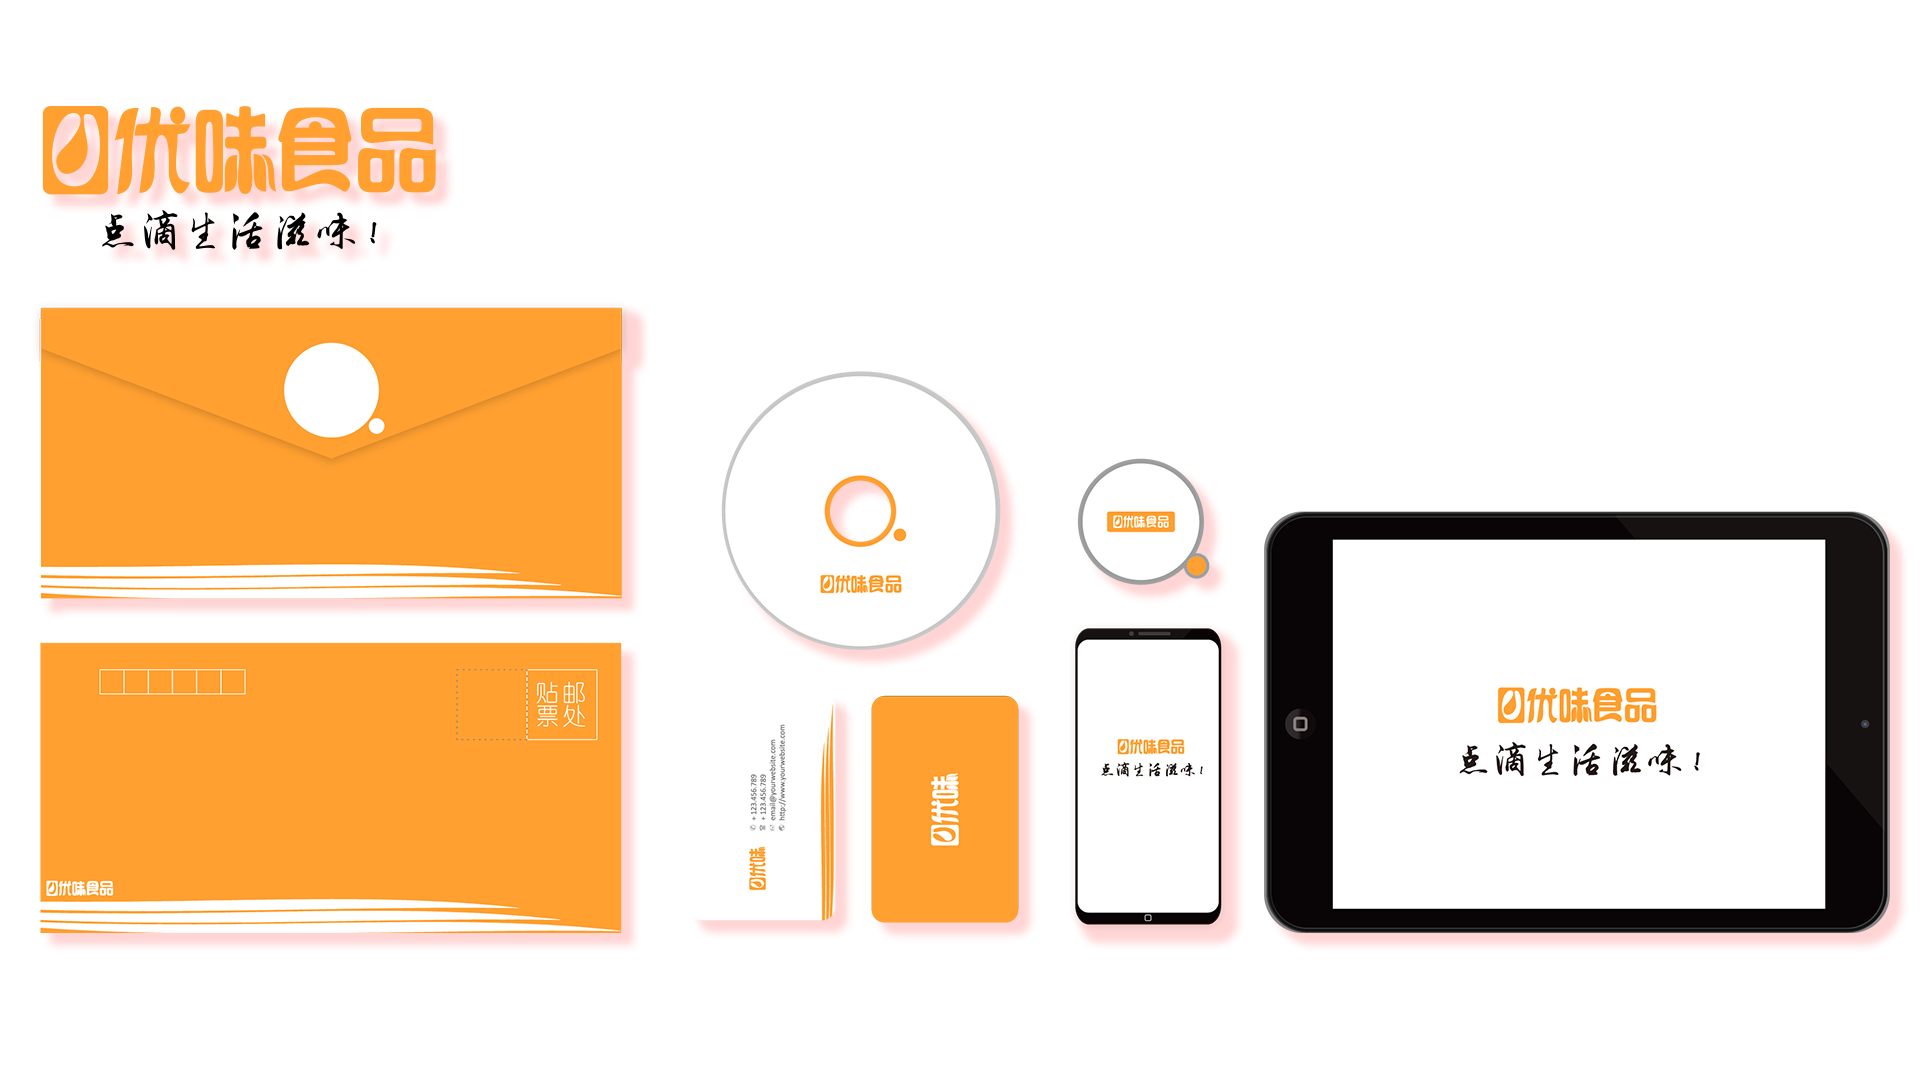 优味食品
点滴生活滋味！
贴邮
票处
优味食品
优味食品
+ 123.456.789
+ 123.456.789
email@yourwebsite.com
http://www.yourwebsite.com
优味
优味
优味食品
优味食品
点滴生活滋味！
优味食品
点滴生活滋味！